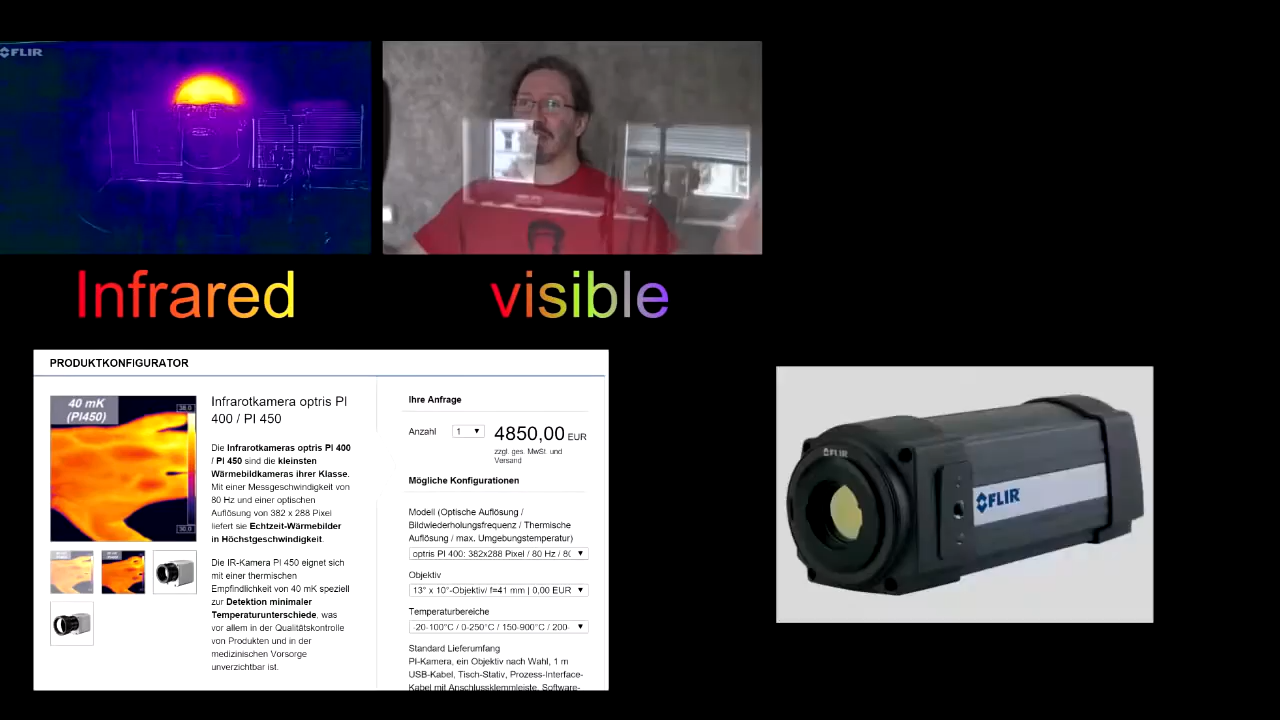 FLIR
Infrared
visible
PRODUKTKONFIGURATOR
40 mK
(PI450)
38.0
30.0
Infrarotkamera optris PI
400 / PI 450
Die Infrarotkameras optris PI 400
/ PI 450 sind die kleinsten
Wärmebildkameras ihrer Klasse.
Mit einer Messgeschwindigkeit von
80 Hz und einer optischen
Auflösung von 382 x 288 Pixel
liefert sie Echtzeit-Wärmebilder
in Höchstgeschwindigkeit.
Die IR-Kamera PI 450 eignet sich
mit einer thermischen
Empfindlichkeit von 40 mK speziell
zur Detektion minimaler
Temperaturunterschiede, was
vor allem in der Qualitätskontrolle
von Produkten und in der
medizinischen Vorsorge
unverzichtbar ist.
Ihre Anfrage
Anzahl 1 4850,00 EUR
zzgl. ges. MwSt. und
Versand
Mögliche Konfigurationen
Modell (Optische Auflösung /
Bildwiederholungsfrequenz / Thermische
Auflösung / max. Umgebungstemperatur)
optris PI 400: 382x288 Pixel / 80 Hz / 80
Objektiv
13° x 10°-Objektiv/ f=41 mm | 0,00 EUR
Temperaturbereiche
-20-100°C / 0-250°C / 150-900°C / 200-
Standard Lieferumfang
PI-Kamera, ein Objektiv nach Wahl, 1 m
USB-Kabel, Tisch-Stativ, Prozess-Interface-
Kabel mit Anschlussklemmleiste, Software-
FLIR
FLIR